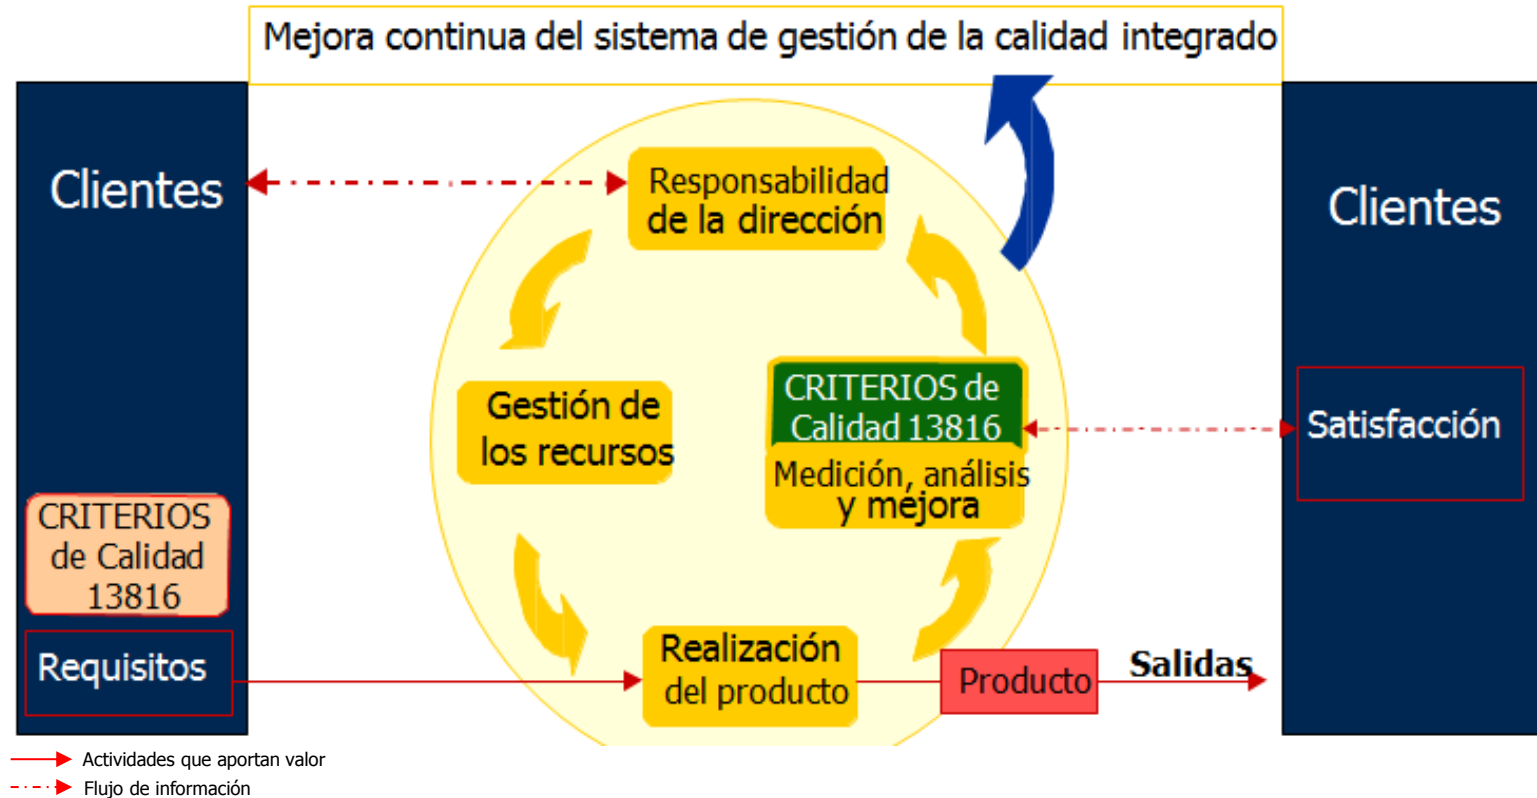 Mejora continua del sistema de gestión de la calidad integrado
Clientes
Responsabilidad
de la dirección
Clientes
Gestión de
los recursos
CRITERIOS de
Calidad 13816
Medición, análisis
y mejora
Satisfacción
CRITERIOS
de Calidad
13816
Requisitos
Realización
del producto
Producto
Salidas
Actividades que aportan valor
Flujo de información